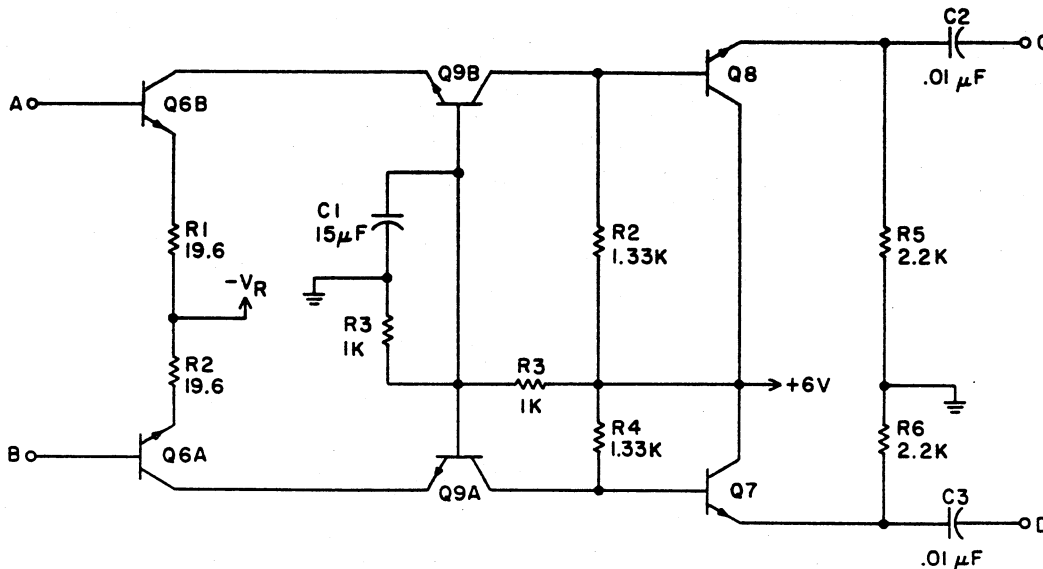 C2
.01 μF
Q8
Q9B
A
Q6B
C1
15μF
R1
19.6
R2
1.33K
R5
2.2K
-VR
R3
1K
R2
19.6
R3
1K
+6V
R4
1.33K
R6
2.2K
B
Q6A
Q9A
Q7
C3
.01 μF